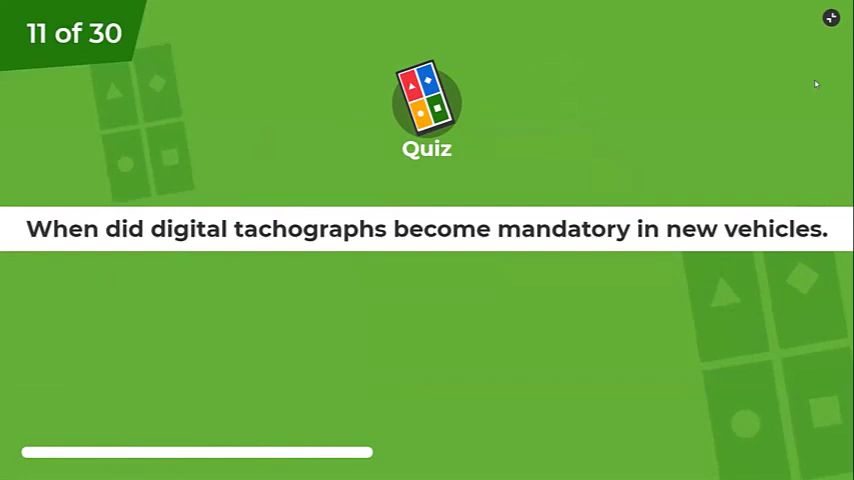 11 of 30
Quiz
When did digital tachographs become mandatory in new vehicles.